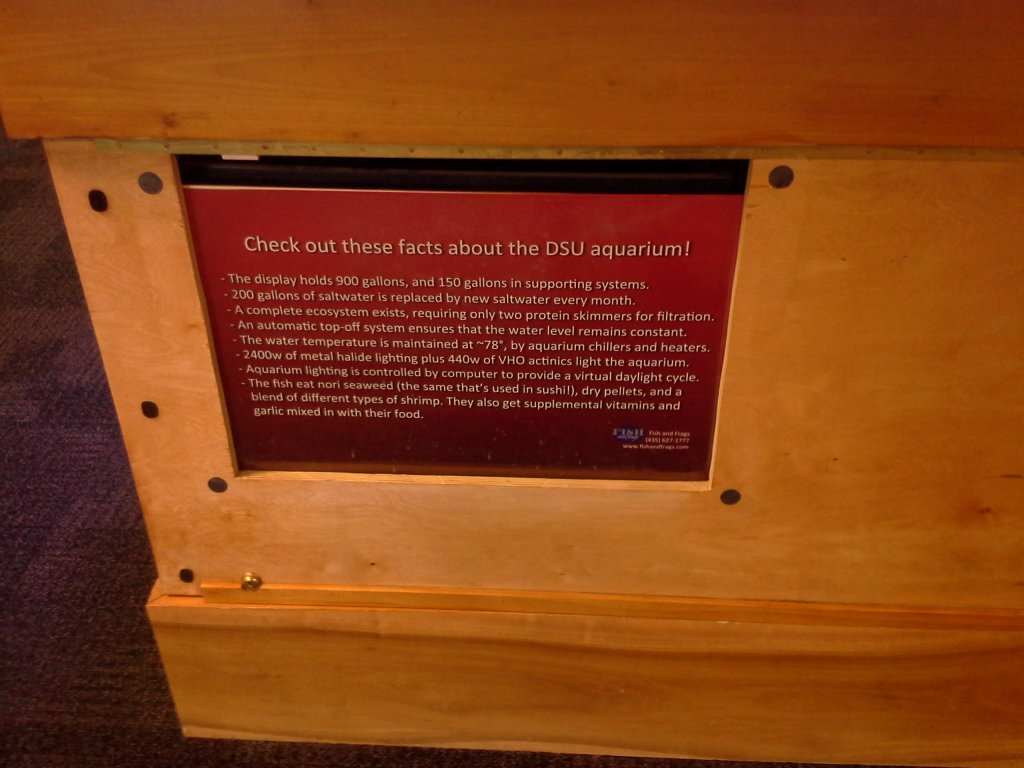 Check out these facts about the DSU aquarium!
- The display holds 900 gallons, and 150 gallons in supporting systems.
- 200 gallons of saltwater is replaced by new saltwater every month.
- A complete ecosystem exists, requiring only two protein skimmers for filtration.
- An automatic top-off system ensures that the water level remains constant.
- The water temperature is maintained at ~78°, by aquarium chillers and heaters.
- 2400w of metal halide lighting plus 440w of VHO actinics light the aquarium.
- Aquarium lighting is controlled by computer to provide a virtual daylight cycle.
- The fish eat nori seaweed (the same that's used in sushi!), dry pellets, and a
blend of different types of shrimp. They also get supplemental vitamins and
garlic mixed in with their food.
FISH
Fish and Frags
(435) 627-1777
www.fishandfrags.com